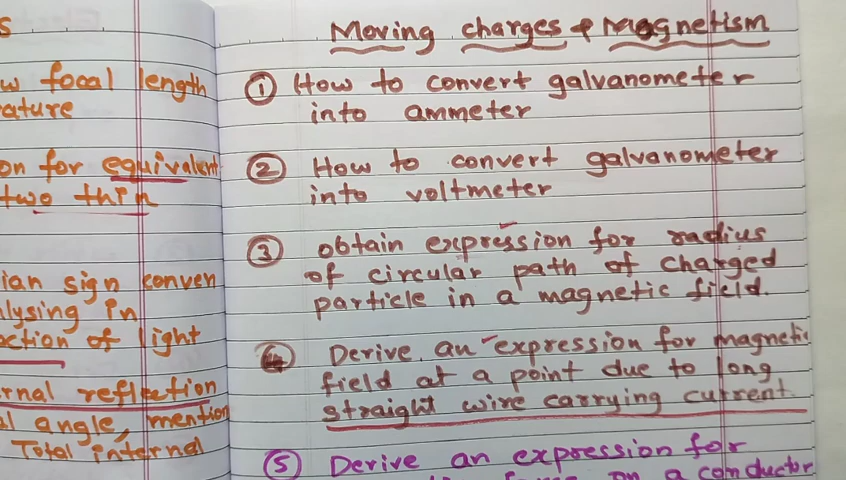 s
w focal length
ature
on for equivalent
two thin
ian sign conven
lysing in
ction of light
rnal reflection
al angle, mention
Total internal
Moving charges & Magnetism
① How to convert galvanometer
into ammeter
② How to convert galvanometer
into voltmeter
③ obtain expression for radius
of circular path of charged
particle in a magnetic field.
④ Derive an expression for magnetic
field at a point due to long
straight wire carrying current.
⑤ Derive an expression for
on a conductor